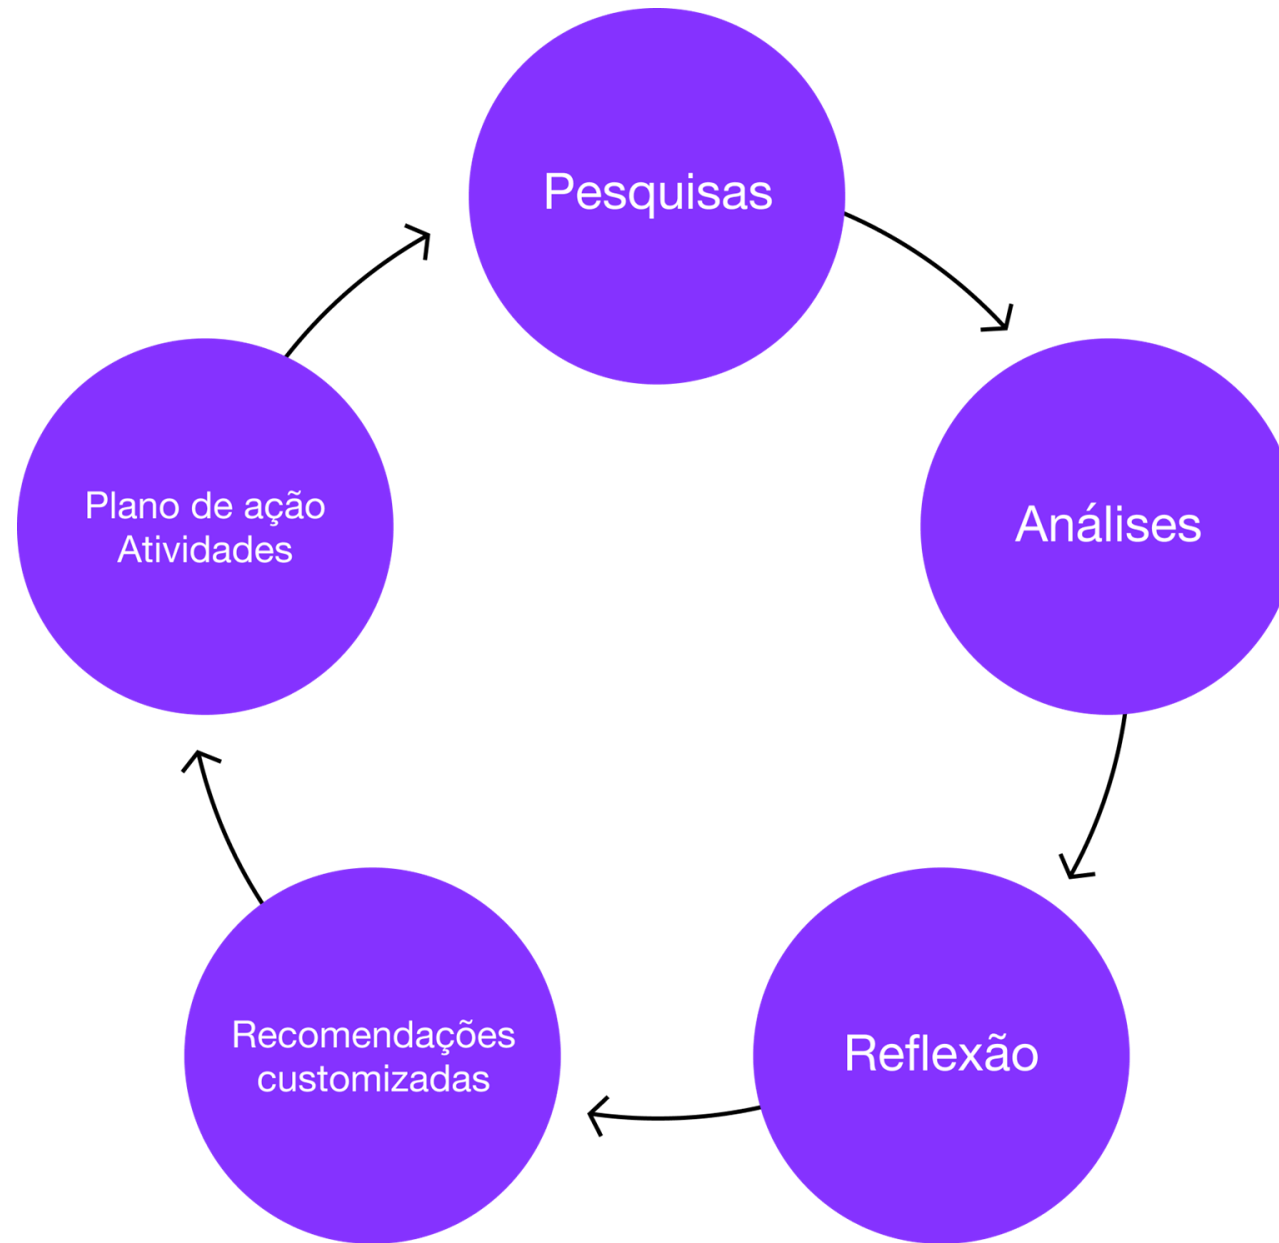 Pesquisas
Análises
Reflexão
Recomendações
customizadas
Plano de ação
Atividades